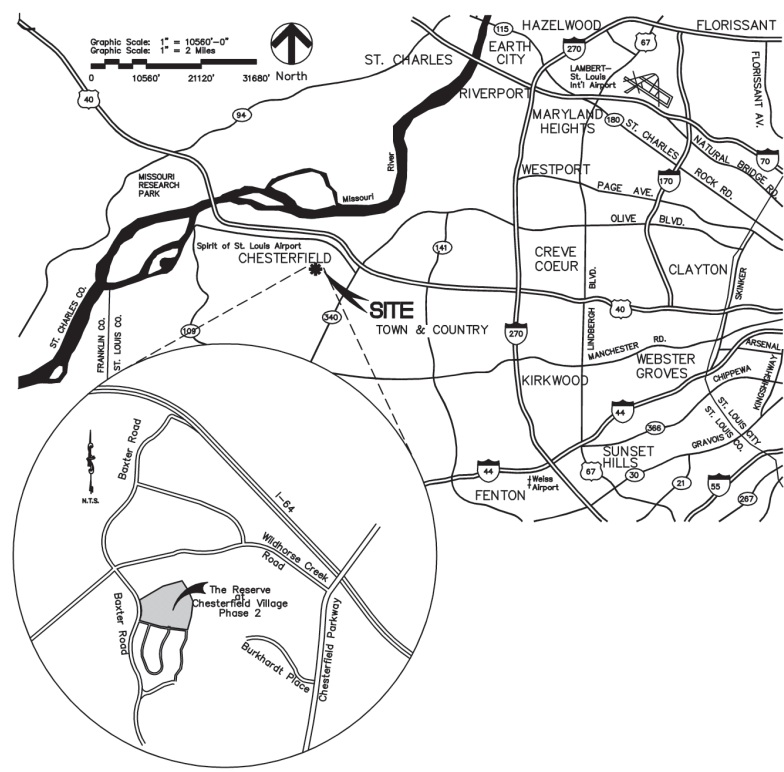 Graphic Scale: 1" = 10560'-0"
Graphic Scale: 1" = 2 Miles
0 10560' 21120' 31680'
North
ST. CHARLES
115
EARTH
CITY
HAZELWOOD
270
67
FLORISSANT
LAMBERT-
St. Louis
Int'l Airport
FLORISSANT AV.
40
94
RIVERPORT
MARYLAND
HEIGHTS
180
ST. CHARLES
ROCK RD.
NATURAL BRIDGE RD.
70
MISSOURI
RESEARCH
PARK
River
Missouri
WESTPORT
170
PAGE AVE.
OLIVE BLVD.
Spirit of St. Louis Airport
CHESTERFIELD
141
CREVE
COEUR
LINDBERGH BLVD.
CLAYTON
SKINKER
SITE
ST. CHARLES CO.
FRANKLIN CO.
ST. LOUIS CO.
109
340
TOWN & COUNTRY
270
40
MANCHESTER RD.
WEBSTER
GROVES
ARSENAL
CHIPPEWA
KINGSHIGHWAY
KIRKWOOD
44
366
ST. LOUIS CITY
ST. LOUIS CO.
GRAVOIS
SUNSET
HILLS
44
Weiss
Airport
67
30
21
55
267
FENTON
N.T.S.
Baxter Road
I-64
Wildhorse Creek
Road
The Reserve
at
Chesterfield Village
Phase 2
Baxter Road
Burkhardt Place
Chesterfield Parkway